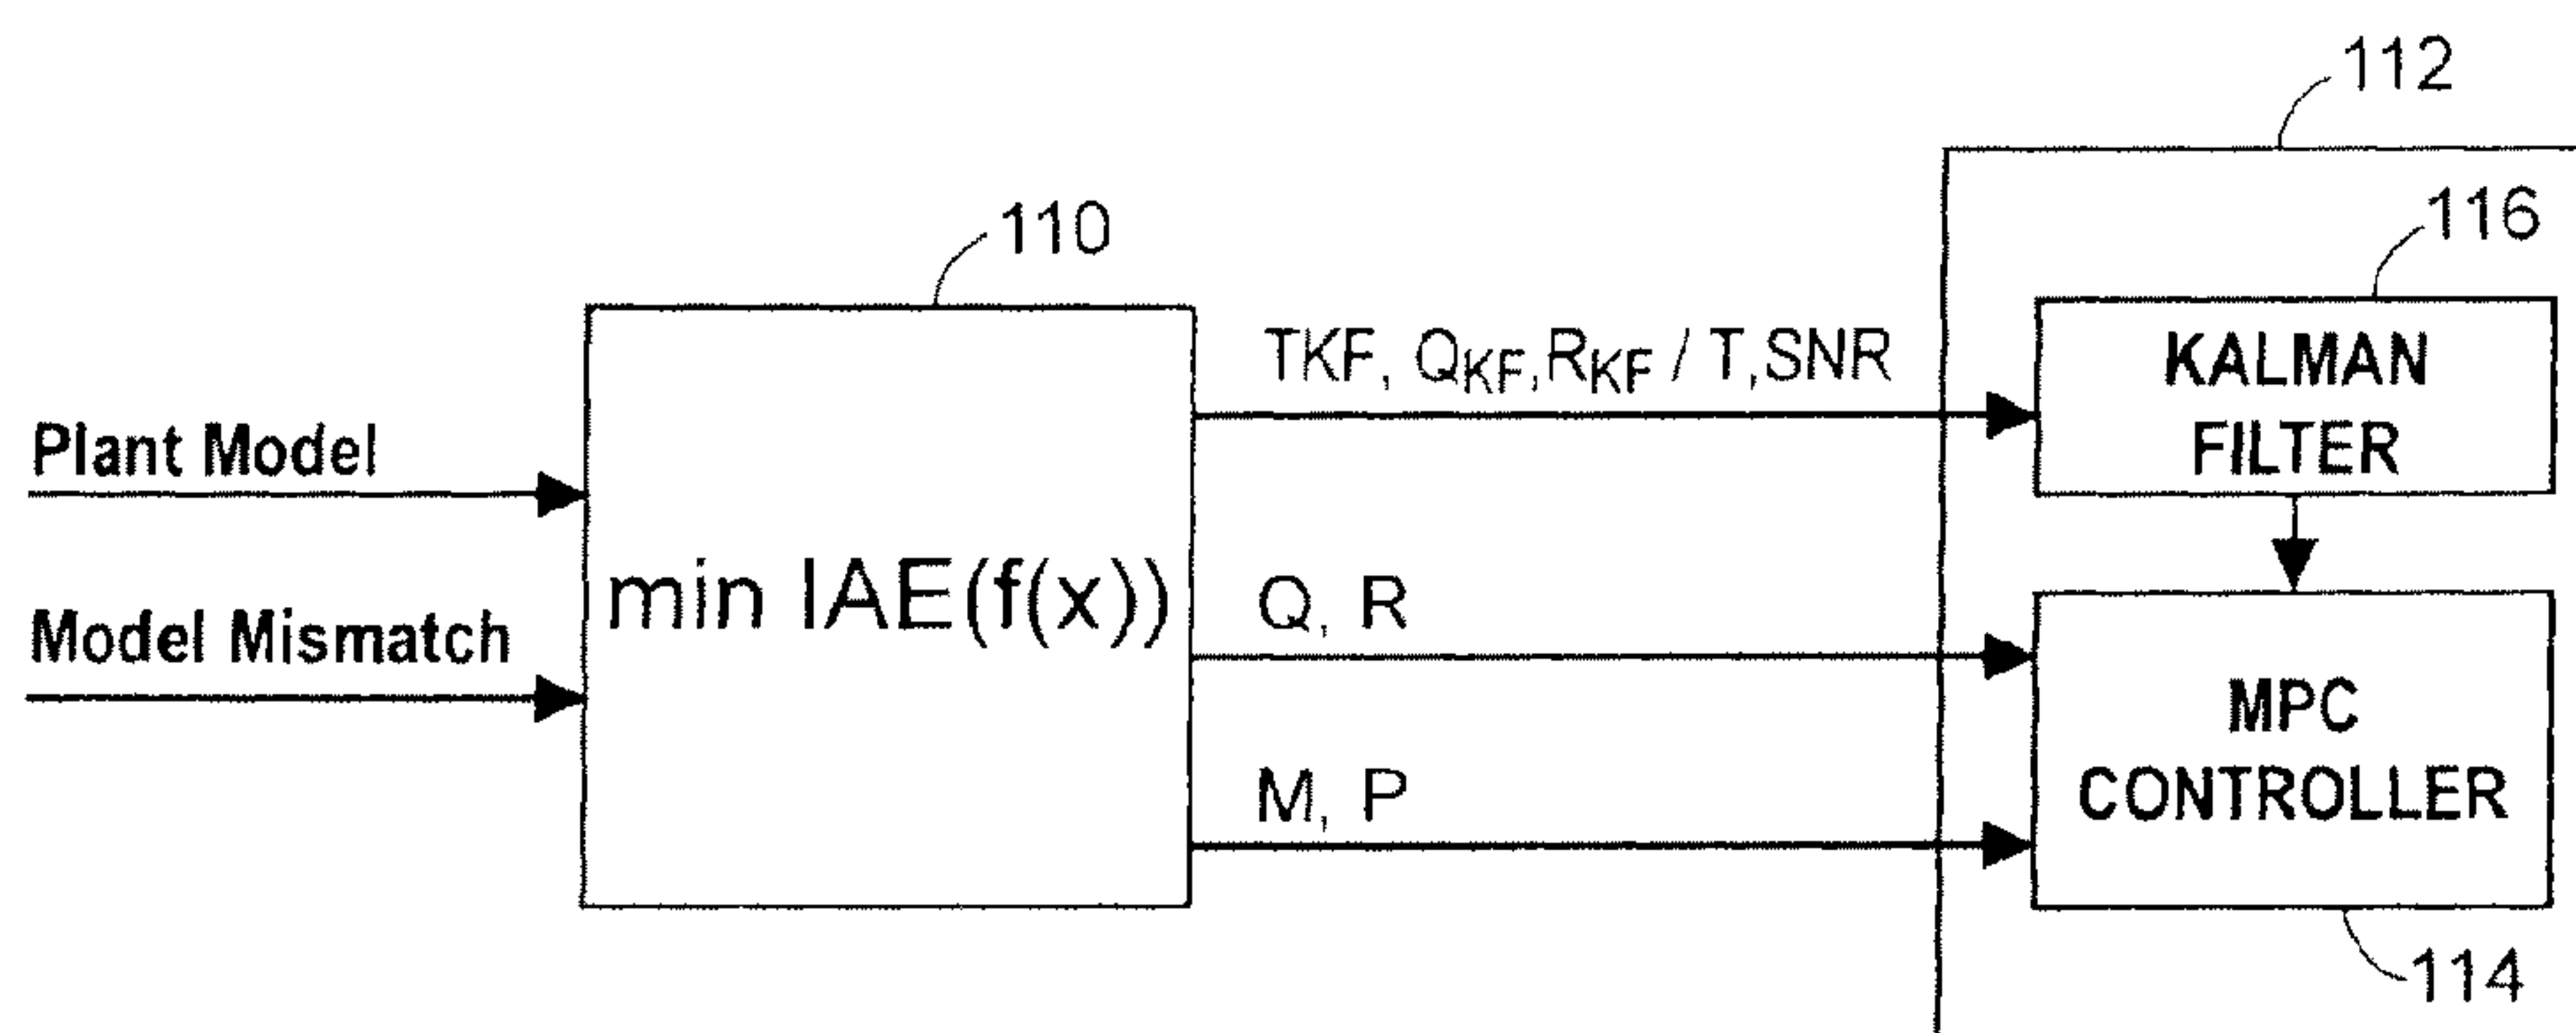 112
116
110
KALMAN
FILTER
TKF, QKF,RKF / T,SNR
Plant Model
min IAE(f(x))
Q, R
Model Mismatch
MPC
CONTROLLER
M, P
114